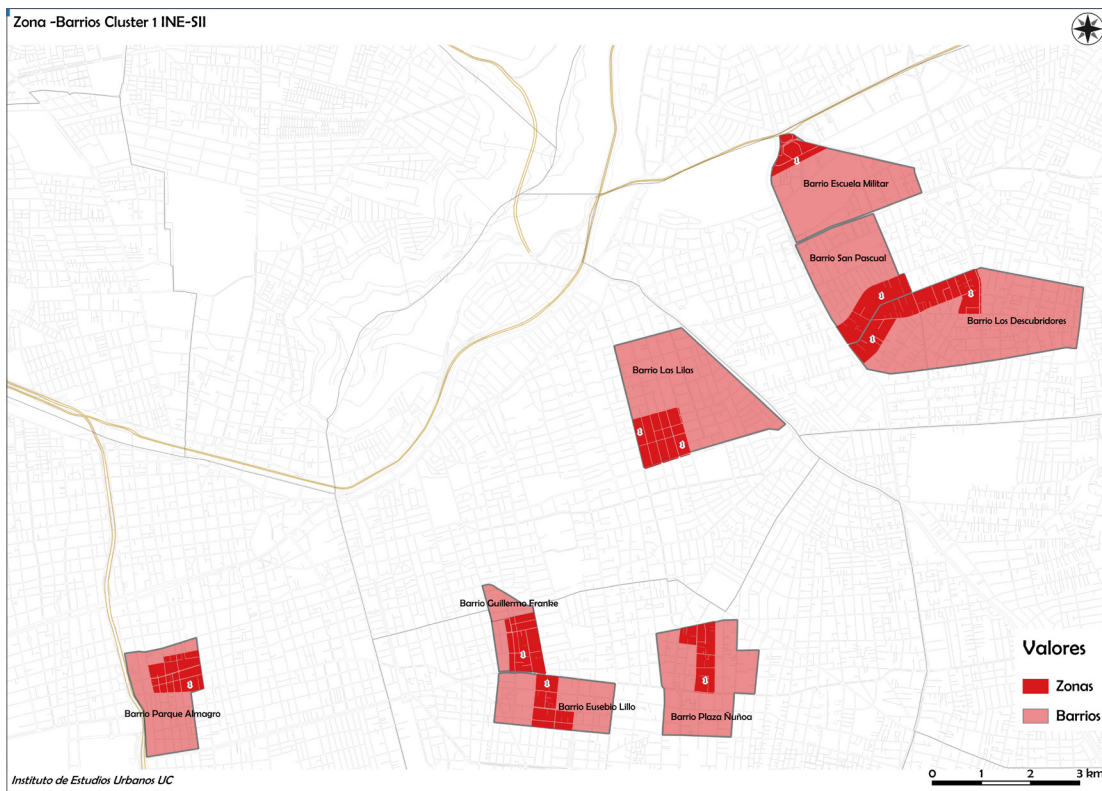 Zona -Barrios Cluster 1 INE-SII
Barrio Escuela Militar
Barrio San Pascual
Barrio Los Descubridores
Barrio Las Lilas
Barrio Guillermo Franke
Barrio Eusebio Lillo
Barrio Plaza Ñuñoa
Barrio Parque Almagro
Valores
Zonas
Barrios
Instituto de Estudios Urbanos UC
0 1 2 3 km